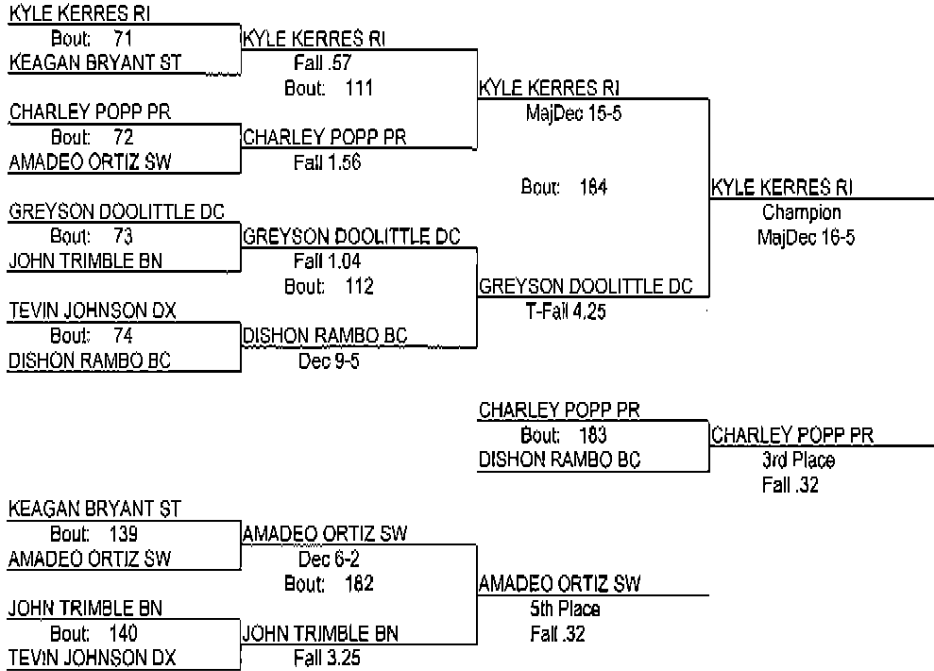 KYLE KERRES RI
Bout: 71
KEAGAN BRYANT ST
KYLE KERRES RI
Fall .57
Bout: 111
CHARLEY POPP PR
Bout: 72
AMADEO ORTIZ SW
CHARLEY POPP PR
Fall 1.56
KYLE KERRES RI
MajDec 15-5
Bout: 184
GREYSON DOOLITTLE DC
Bout: 73
JOHN TRIMBLE BN
GREYSON DOOLITTLE DC
Fall 1.04
Bout: 112
TEVIN JOHNSON DX
Bout: 74
DISHON RAMBO BC
DISHON RAMBO BC
Dec 9-5
GREYSON DOOLITTLE DC
T-Fall 4.25
KYLE KERRES RI
Champion
MajDec 16-5
CHARLEY POPP PR
Bout: 183
DISHON RAMBO BC
CHARLEY POPP PR
3rd Place
Fall .32
KEAGAN BRYANT ST
Bout: 139
AMADEO ORTIZ SW
AMADEO ORTIZ SW
Dec 6-2
Bout: 182
JOHN TRIMBLE BN
Bout: 140
TEVIN JOHNSON DX
JOHN TRIMBLE BN
Fall 3.25
AMADEO ORTIZ SW
5th Place
Fall .32